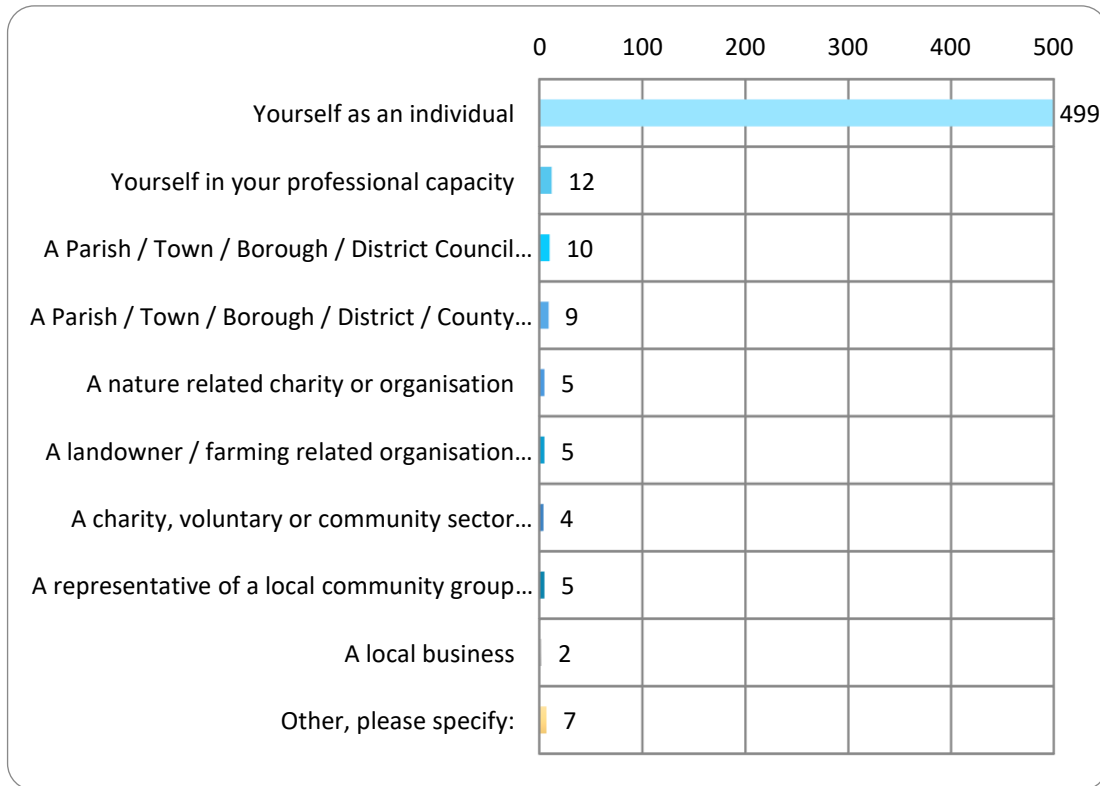 0 100 200 300 400 500
Yourself as an individual 499
Yourself in your professional capacity 12
A Parish / Town / Borough / District Council... 10
A Parish / Town / Borough / District / County... 9
A nature related charity or organisation 5
A landowner / farming related organisation... 5
A charity, voluntary or community sector... 4
A representative of a local community group... 5
A local business 2
Other, please specify: 7